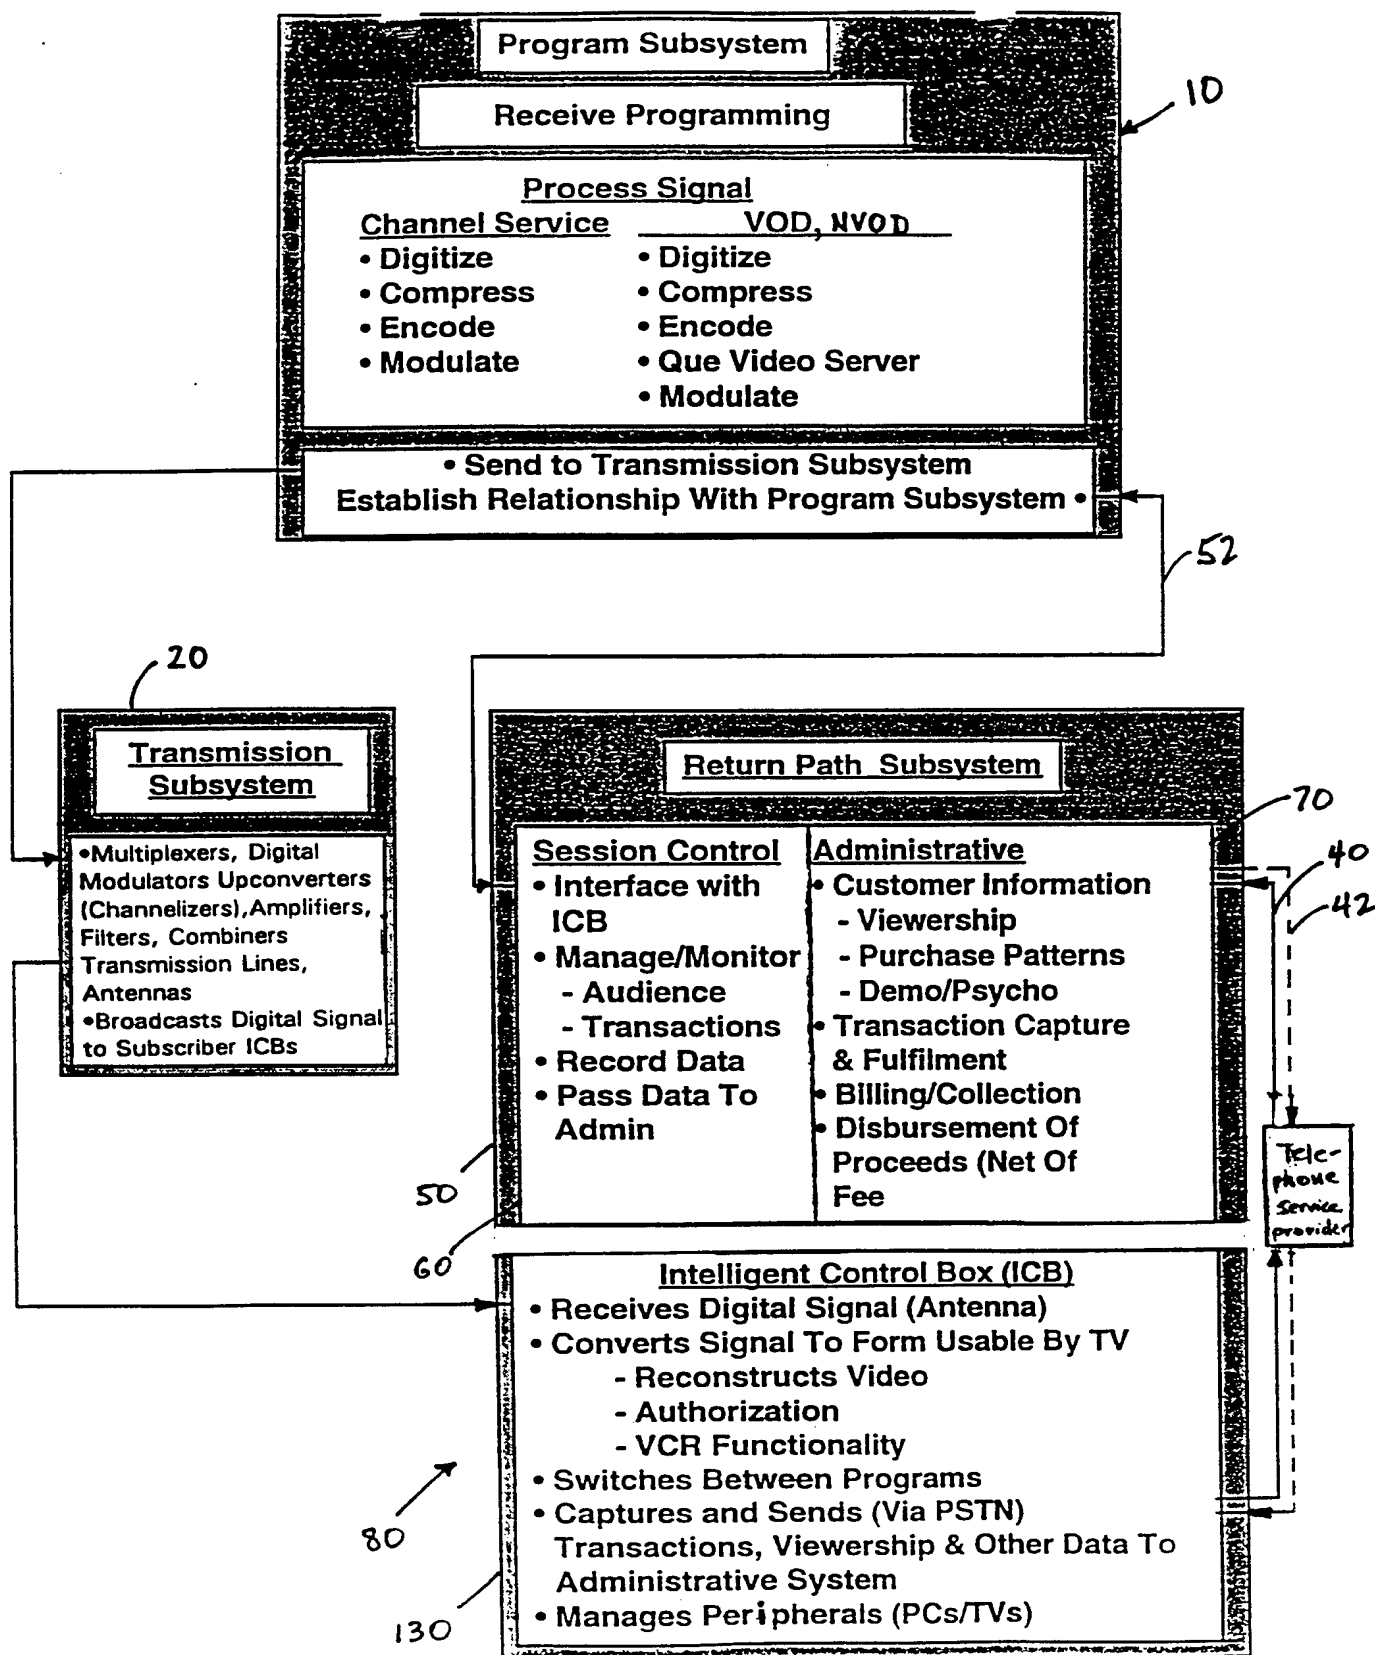 Program Subsystem
Receive Programming
10
Process Signal
Channel Service
• Digitize
• Compress
• Encode
• Modulate
VOD, NVOD
• Digitize
• Compress
• Encode
• Que Video Server
• Modulate
• Send to Transmission Subsystem
Establish Relationship With Program Subsystem •
52
20
Transmission
Subsystem
•Multiplexers, Digital
Modulators Upconverters
(Channelizers),Amplifiers,
Filters, Combiners
Transmission Lines,
Antennas
•Broadcasts Digital Signal
to Subscriber ICBs
Return Path Subsystem
70
40
42
Session Control
• Interface with
ICB
• Manage/Monitor
- Audience
- Transactions
• Record Data
• Pass Data To
Admin
Administrative
• Customer Information
- Viewership
- Purchase Patterns
- Demo/Psycho
• Transaction Capture
& Fulfilment
• Billing/Collection
• Disbursement Of
Proceeds (Net Of
Fee
50
60
Tele-
phone
service
provider
Intelligent Control Box (ICB)
• Receives Digital Signal (Antenna)
• Converts Signal To Form Usable By TV
- Reconstructs Video
- Authorization
- VCR Functionality
• Switches Between Programs
• Captures and Sends (Via PSTN)
Transactions, Viewership & Other Data To
Administrative System
• Manages Peripherals (PCs/TVs)
80
130